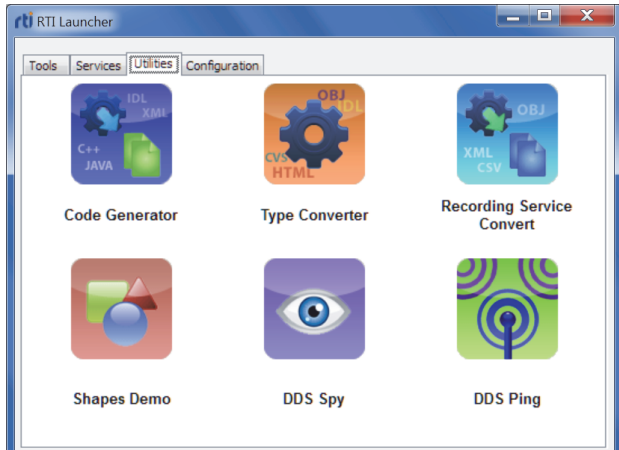 rti RTI Launcher
Tools Services Utilities Configuration
IDL
XML
C++
JAVA
OBJ
IDL
CVS
HTML
OBJ
XML
CSV
Code Generator
Type Converter
Recording Service
Convert
Shapes Demo
DDS Spy
DDS Ping